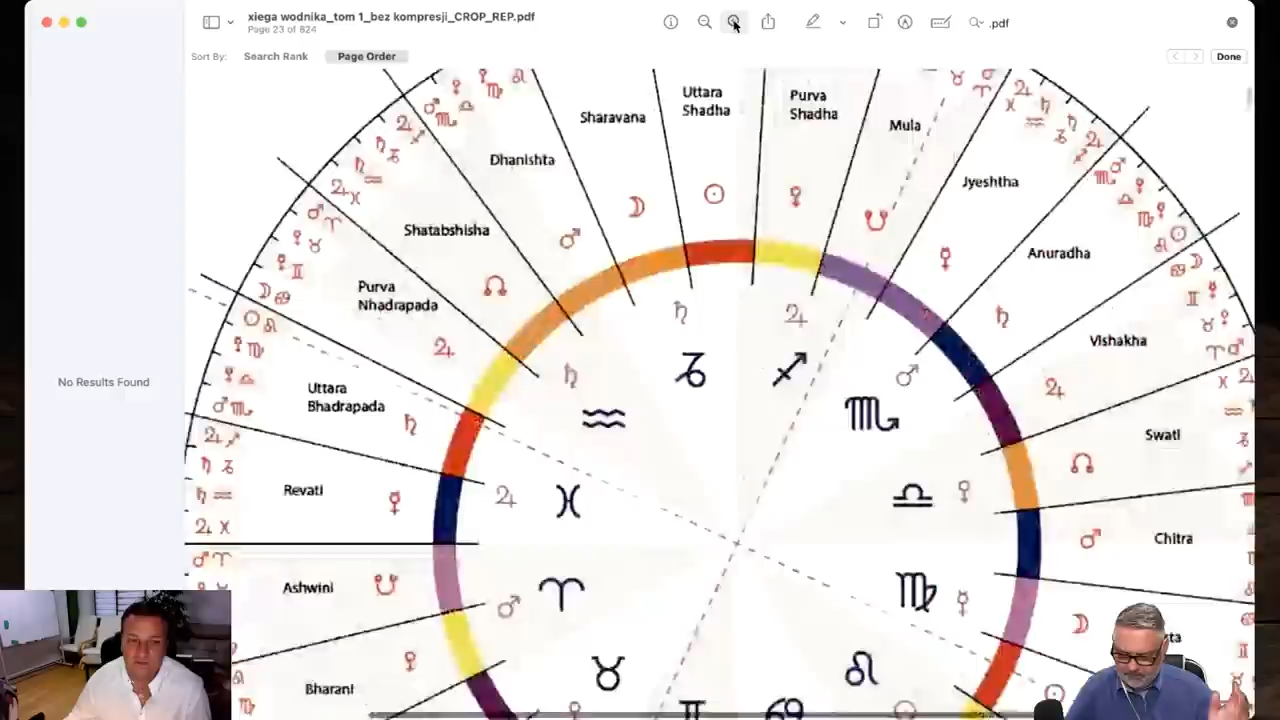 xiega wodnika_tom 1_bez kompresji_CROP_REP.pdf
Page 23 of 824
.pdf
Sort By:
Search Rank
Page Order
Done
No Results Found
Sharavana
Uttara
Shadha
Purva
Shadha
Mula
Dhanishta
Jyeshtha
Shatabshisha
Anuradha
Purva
Nhadrapada
Vishakha
Uttara
Bhadrapada
Swati
Revati
Chitra
Ashwini
Bharani